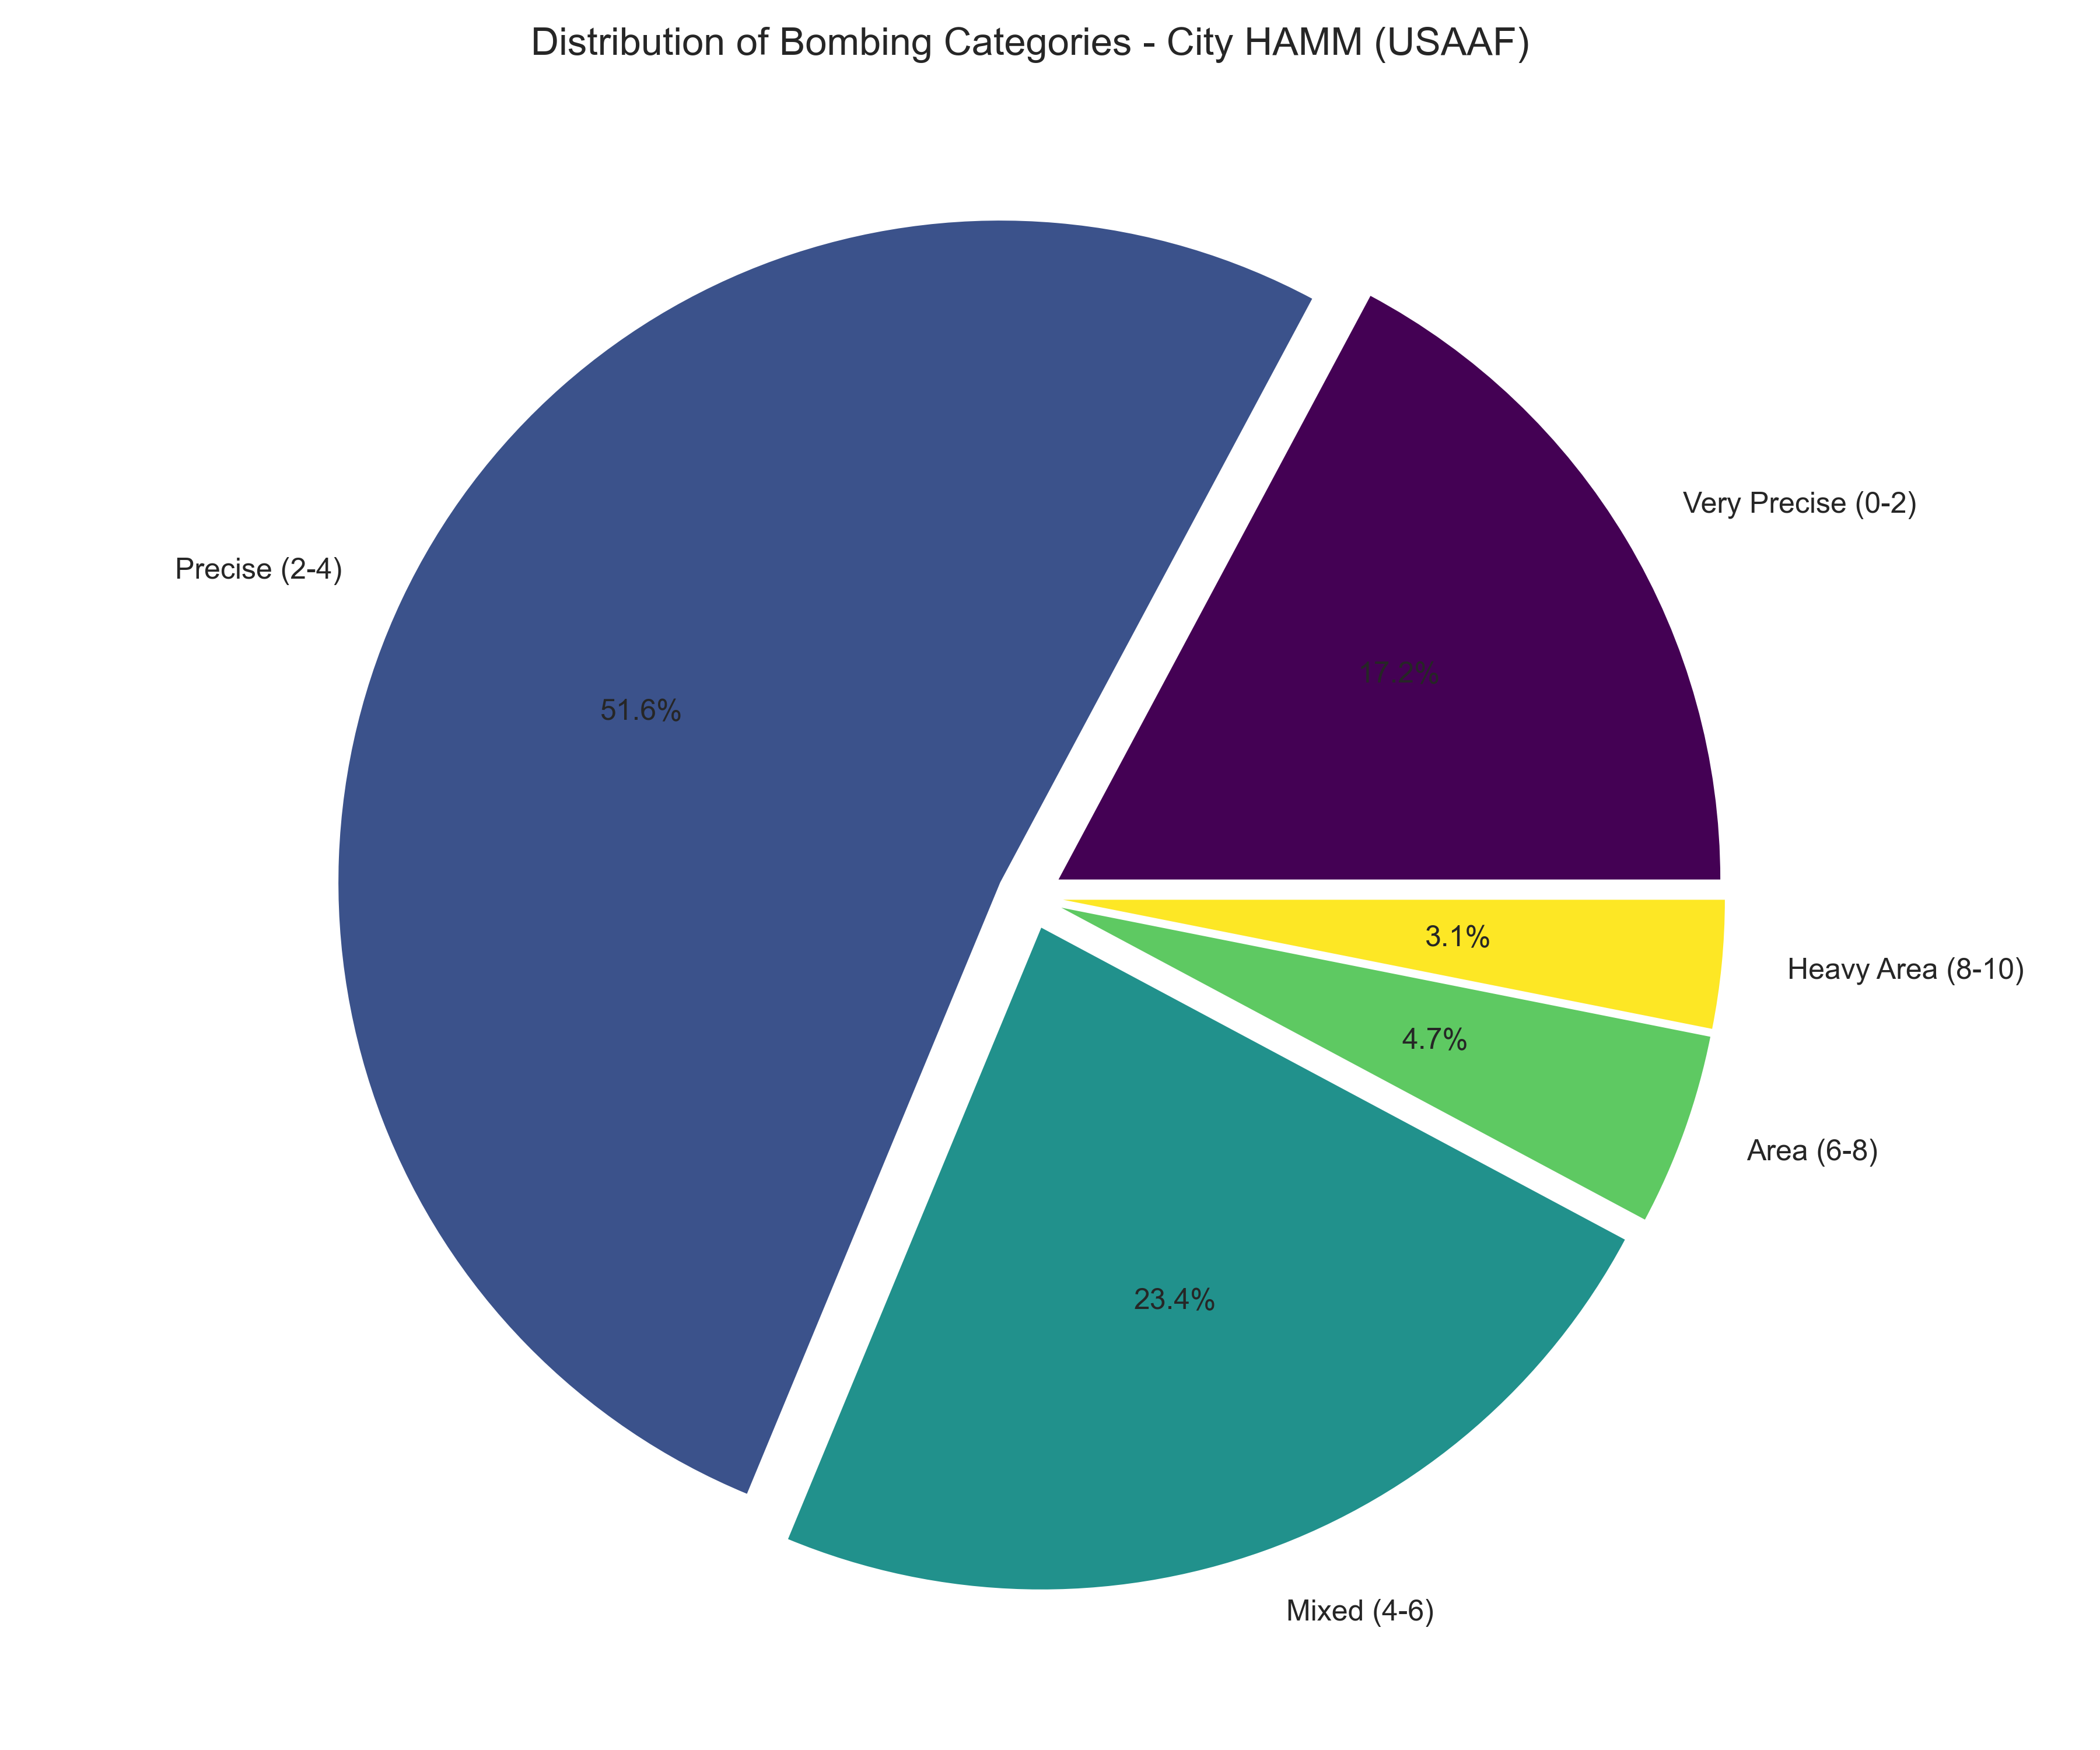 Distribution of Bombing Categories - City HAMM (USAAF)
Very Precise (0-2)
Precise (2-4)
17.2%
51.6%
3.1%
Heavy Area (8-10)
4.7%
Area (6-8)
23.4%
Mixed (4-6)